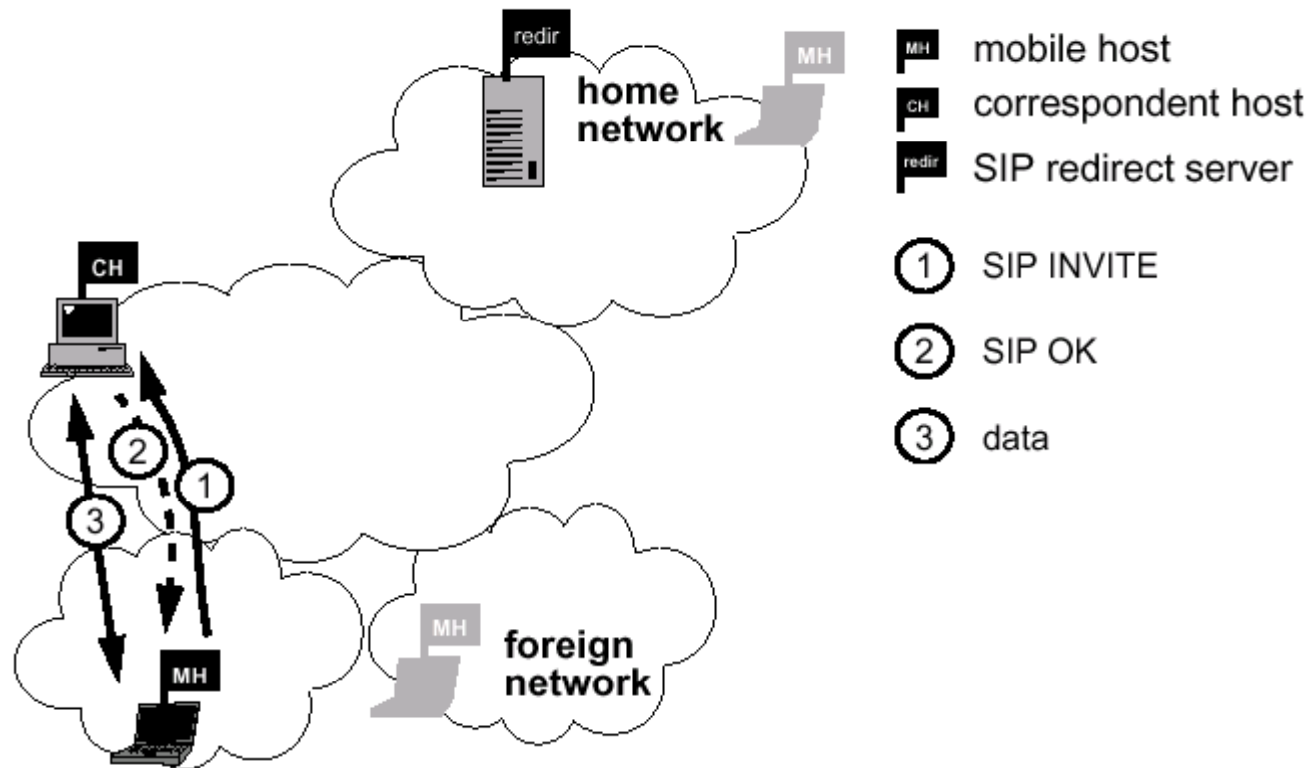 redir
MH
home
network
MH mobile host
CH correspondent host
redir SIP redirect server
1 SIP INVITE
2 SIP OK
3 data
CH
2
1
3
MH
MH
foreign
network